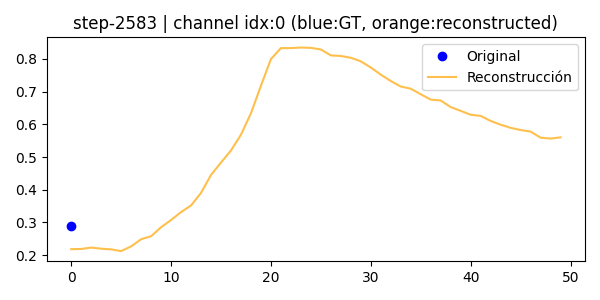 step-2583 | channel idx:0 (blue:GT, orange:reconstructed)
Original
Reconstrucción
0.8
0.7
0.6
0.5
0.4
0.3
0.2
0 10 20 30 40 50